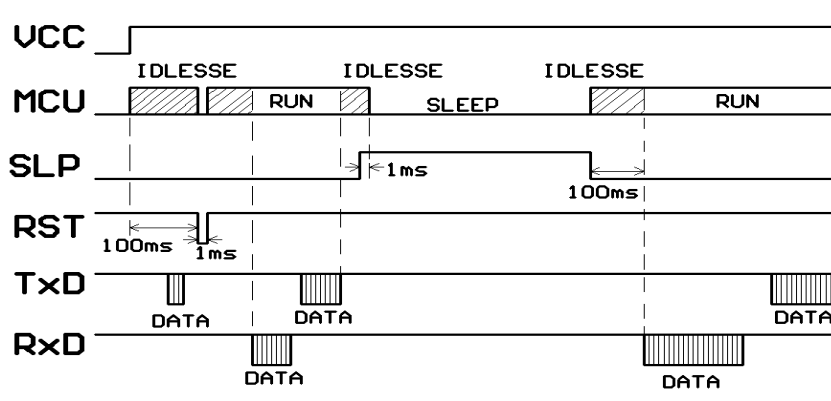 VCC
IDLESSE IDLESSE IDLESSE
MCU RUN SLEEP RUN
SLP 1ms
100ms
RST
100ms 1ms
TxD
DATA DATA DATA
RxD
DATA DATA